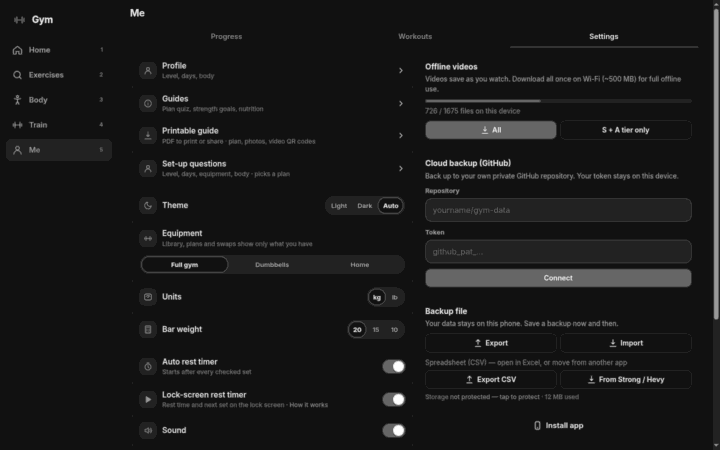 Gym
Home 1
Exercises 2
Body 3
Train 4
Me 5
Me
Progress
Workouts
Settings
Profile
Level, days, body
Guides
Plan quiz, strength goals, nutrition
Printable guide
PDF to print or share · plan, photos, video QR codes
Set-up questions
Level, days, equipment, body · picks a plan
Theme
Light Dark Auto
Equipment
Library, plans and swaps show only what you have
Full gym Dumbbells Home
Units
kg lb
Bar weight
20 15 10
Auto rest timer
Starts after every checked set
Lock-screen rest timer
Rest time and next set on the lock screen · How it works
Sound
Offline videos
Videos save as you watch. Download all once on Wi-Fi (~500 MB) for full offline
use.
726 / 1675 files on this device
All
S + A tier only
Cloud backup (GitHub)
Back up to your own private GitHub repository. Your token stays on this device.
Repository
yourname/gym-data
Token
github_pat_...
Connect
Backup file
Your data stays on this phone. Save a backup now and then.
Export
Import
Spreadsheet (CSV) — open in Excel, or move from another app
Export CSV
From Strong / Hevy
Storage not protected — tap to protect · 12 MB used
Install app